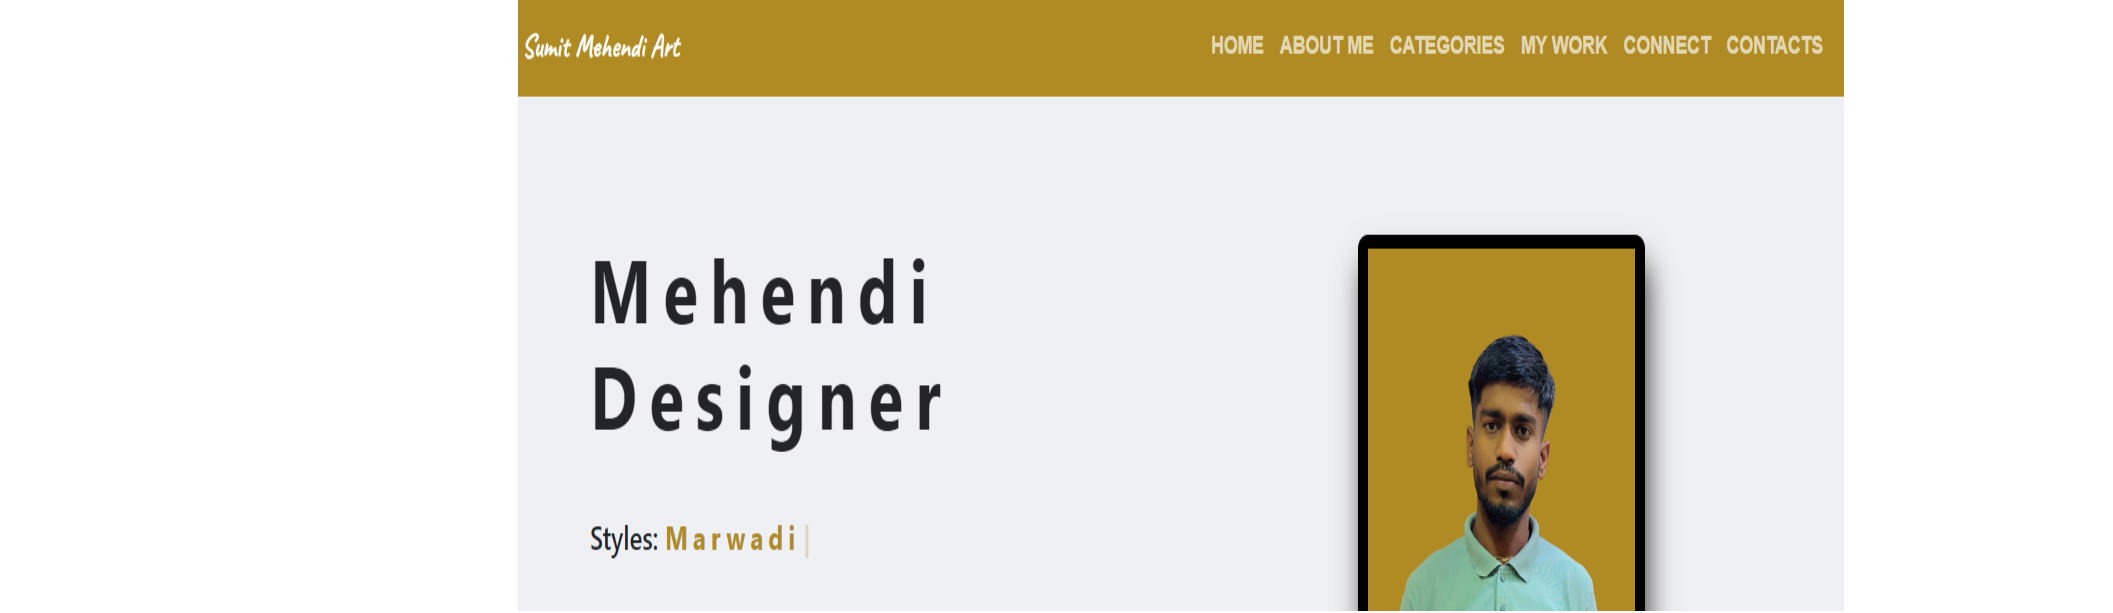 Sumit Mehendi Art
HOME ABOUT ME CATEGORIES MY WORK CONNECT CONTACTS
Mehendi
Designer
Styles: Marwadi |